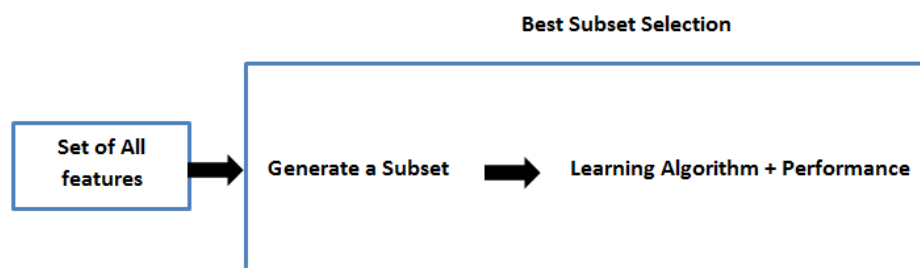 Best Subset Selection
Set of All
features
Generate a Subset
Learning Algorithm + Performance